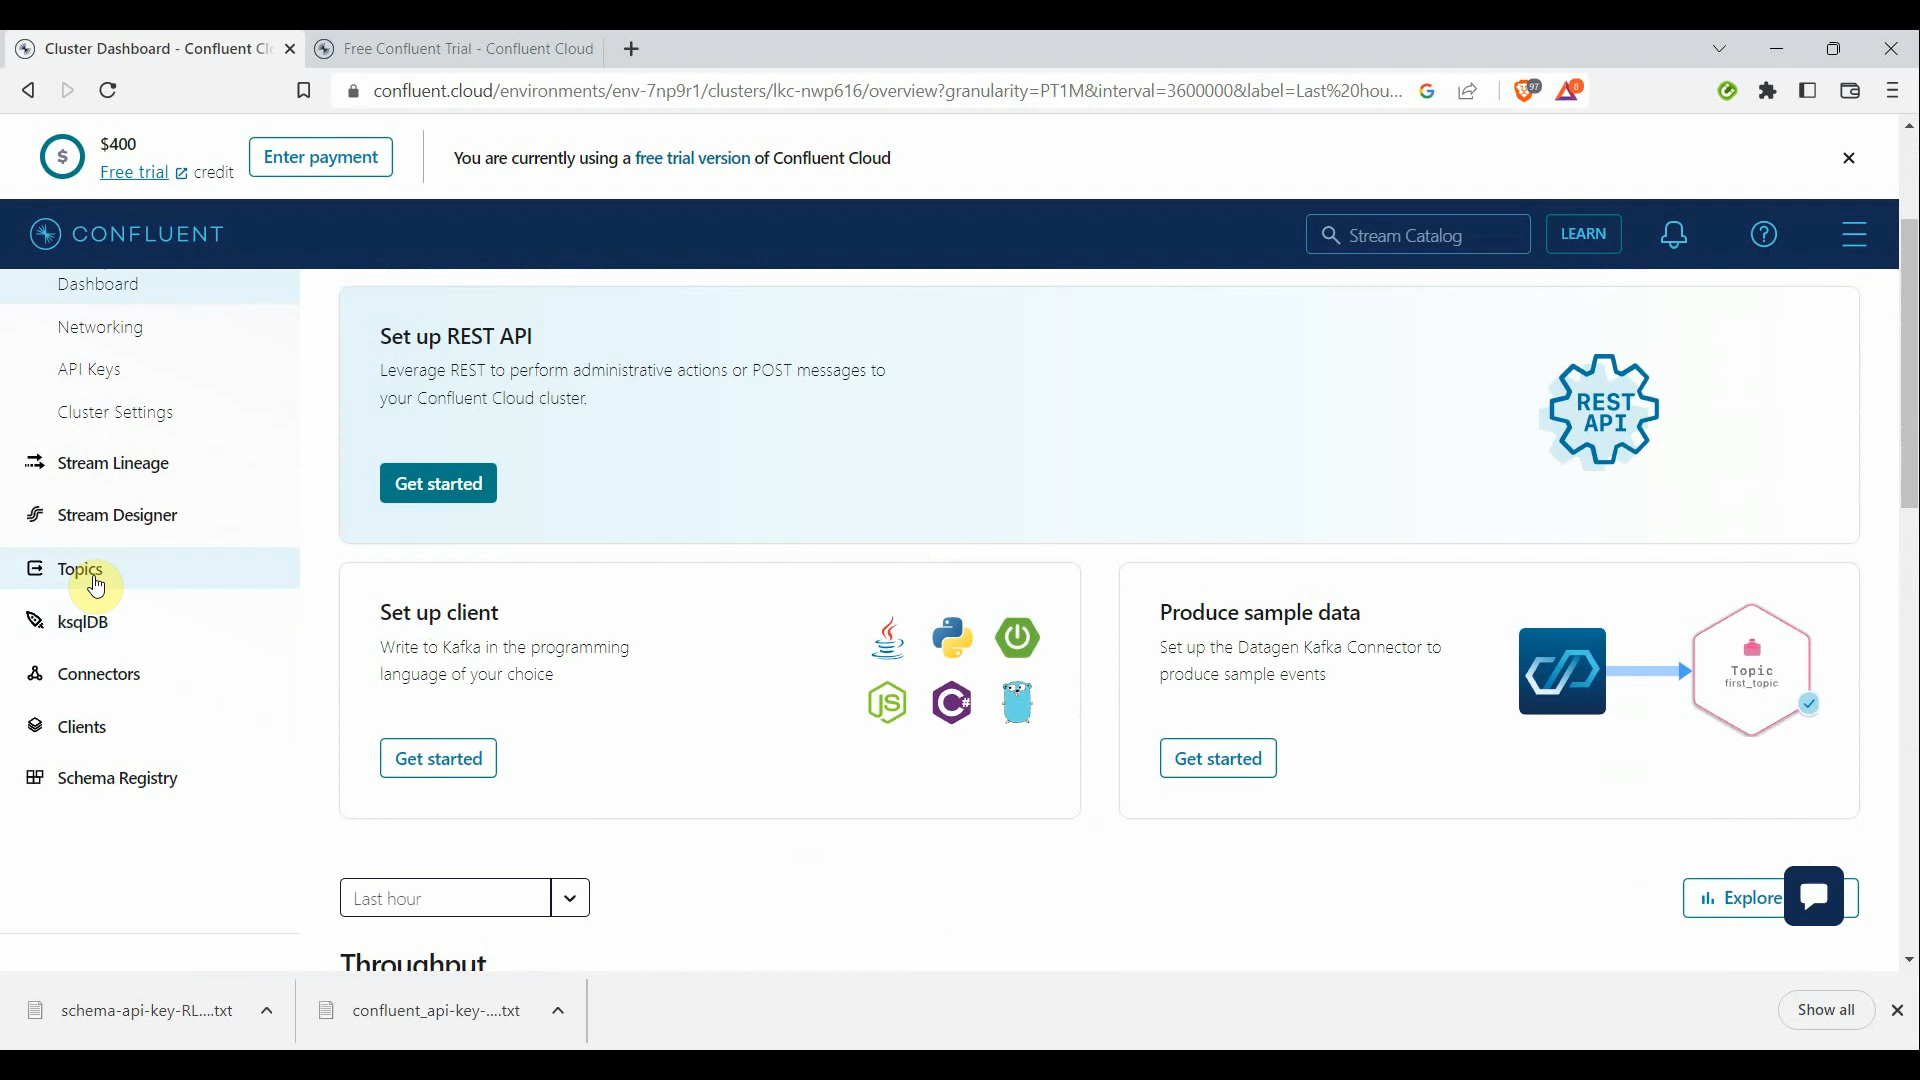 Cluster Dashboard - Confluent Cl
Free Confluent Trial - Confluent Cloud
confluent.cloud/environments/env-7np9r1/clusters/lkc-nwp616/overview?granularity=PT1M&interval=3600000&label=Last%20hou...
97
8
$
$400
Free trial credit
Enter payment
You are currently using a free trial version of Confluent Cloud
CONFLUENT
Stream Catalog
LEARN
Dashboard
Networking
API Keys
Cluster Settings
Stream Lineage
Stream Designer
Topics
ksqlDB
Connectors
Clients
Schema Registry
Set up REST API
Leverage REST to perform administrative actions or POST messages to
your Confluent Cloud cluster.
Get started
REST
API
Set up client
Write to Kafka in the programming
language of your choice
Get started
JS
C#
Produce sample data
Set up the Datagen Kafka Connector to
produce sample events
Get started
Topic
first_topic
Last hour
Explore
Throughput
schema-api-key-RL....txt
confluent_api-key-....txt
Show all